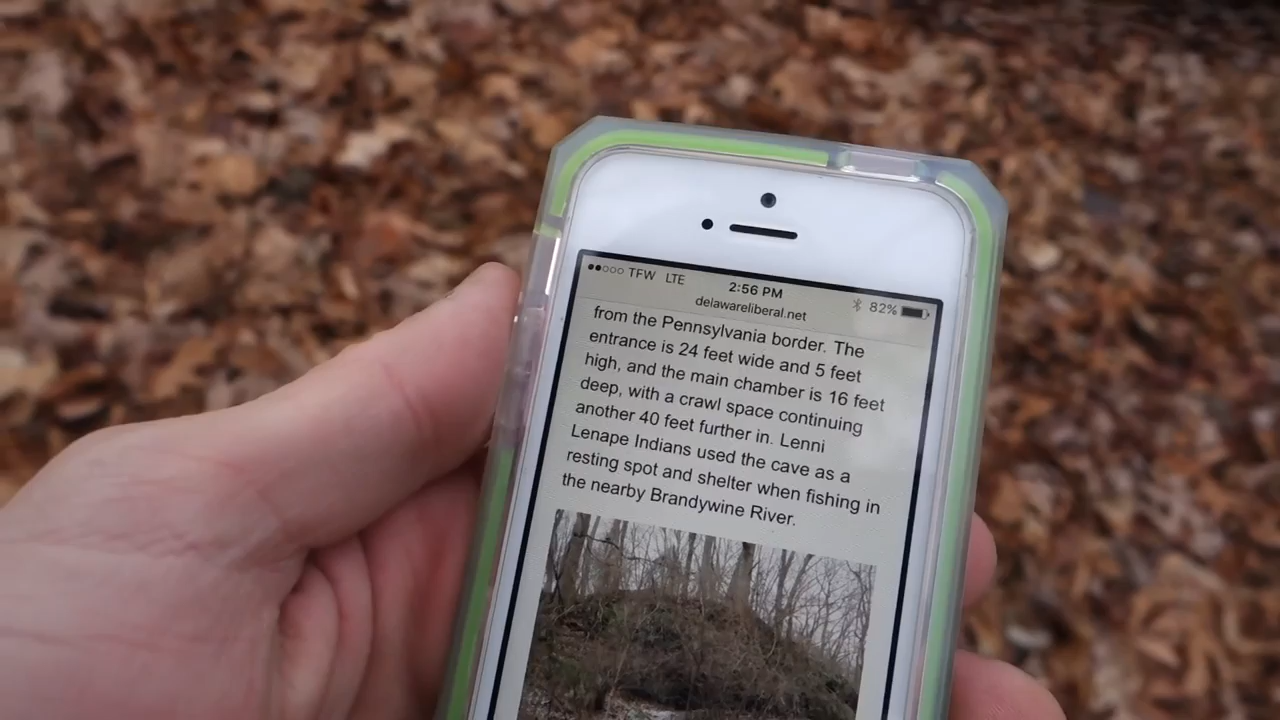 TFW LTE 2:56 PM 82%
delawareliberal.net
from the Pennsylvania border. The
entrance is 24 feet wide and 5 feet
high, and the main chamber is 16 feet
deep, with a crawl space continuing
another 40 feet further in. Lenni
Lenape Indians used the cave as a
resting spot and shelter when fishing in
the nearby Brandywine River.